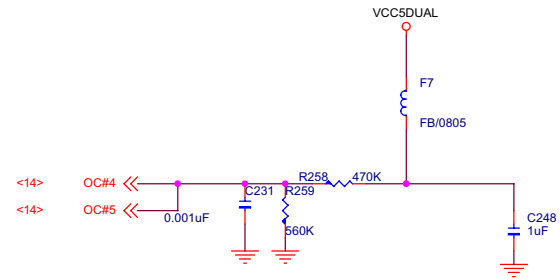 VCC5DUAL
F7
FB/0805
<14> OC#4
R258 470K
C231 R259
<14> OC#5
0.001uF
560K
C248
1uF